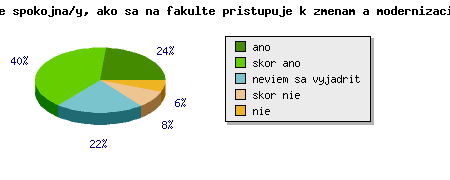 e spokojna/y, ako sa na fakulte pristupuje k zmenam a modernizaci
24%
40%
6%
8%
22%
ano
skor ano
neviem sa vyjadrit
skor nie
nie